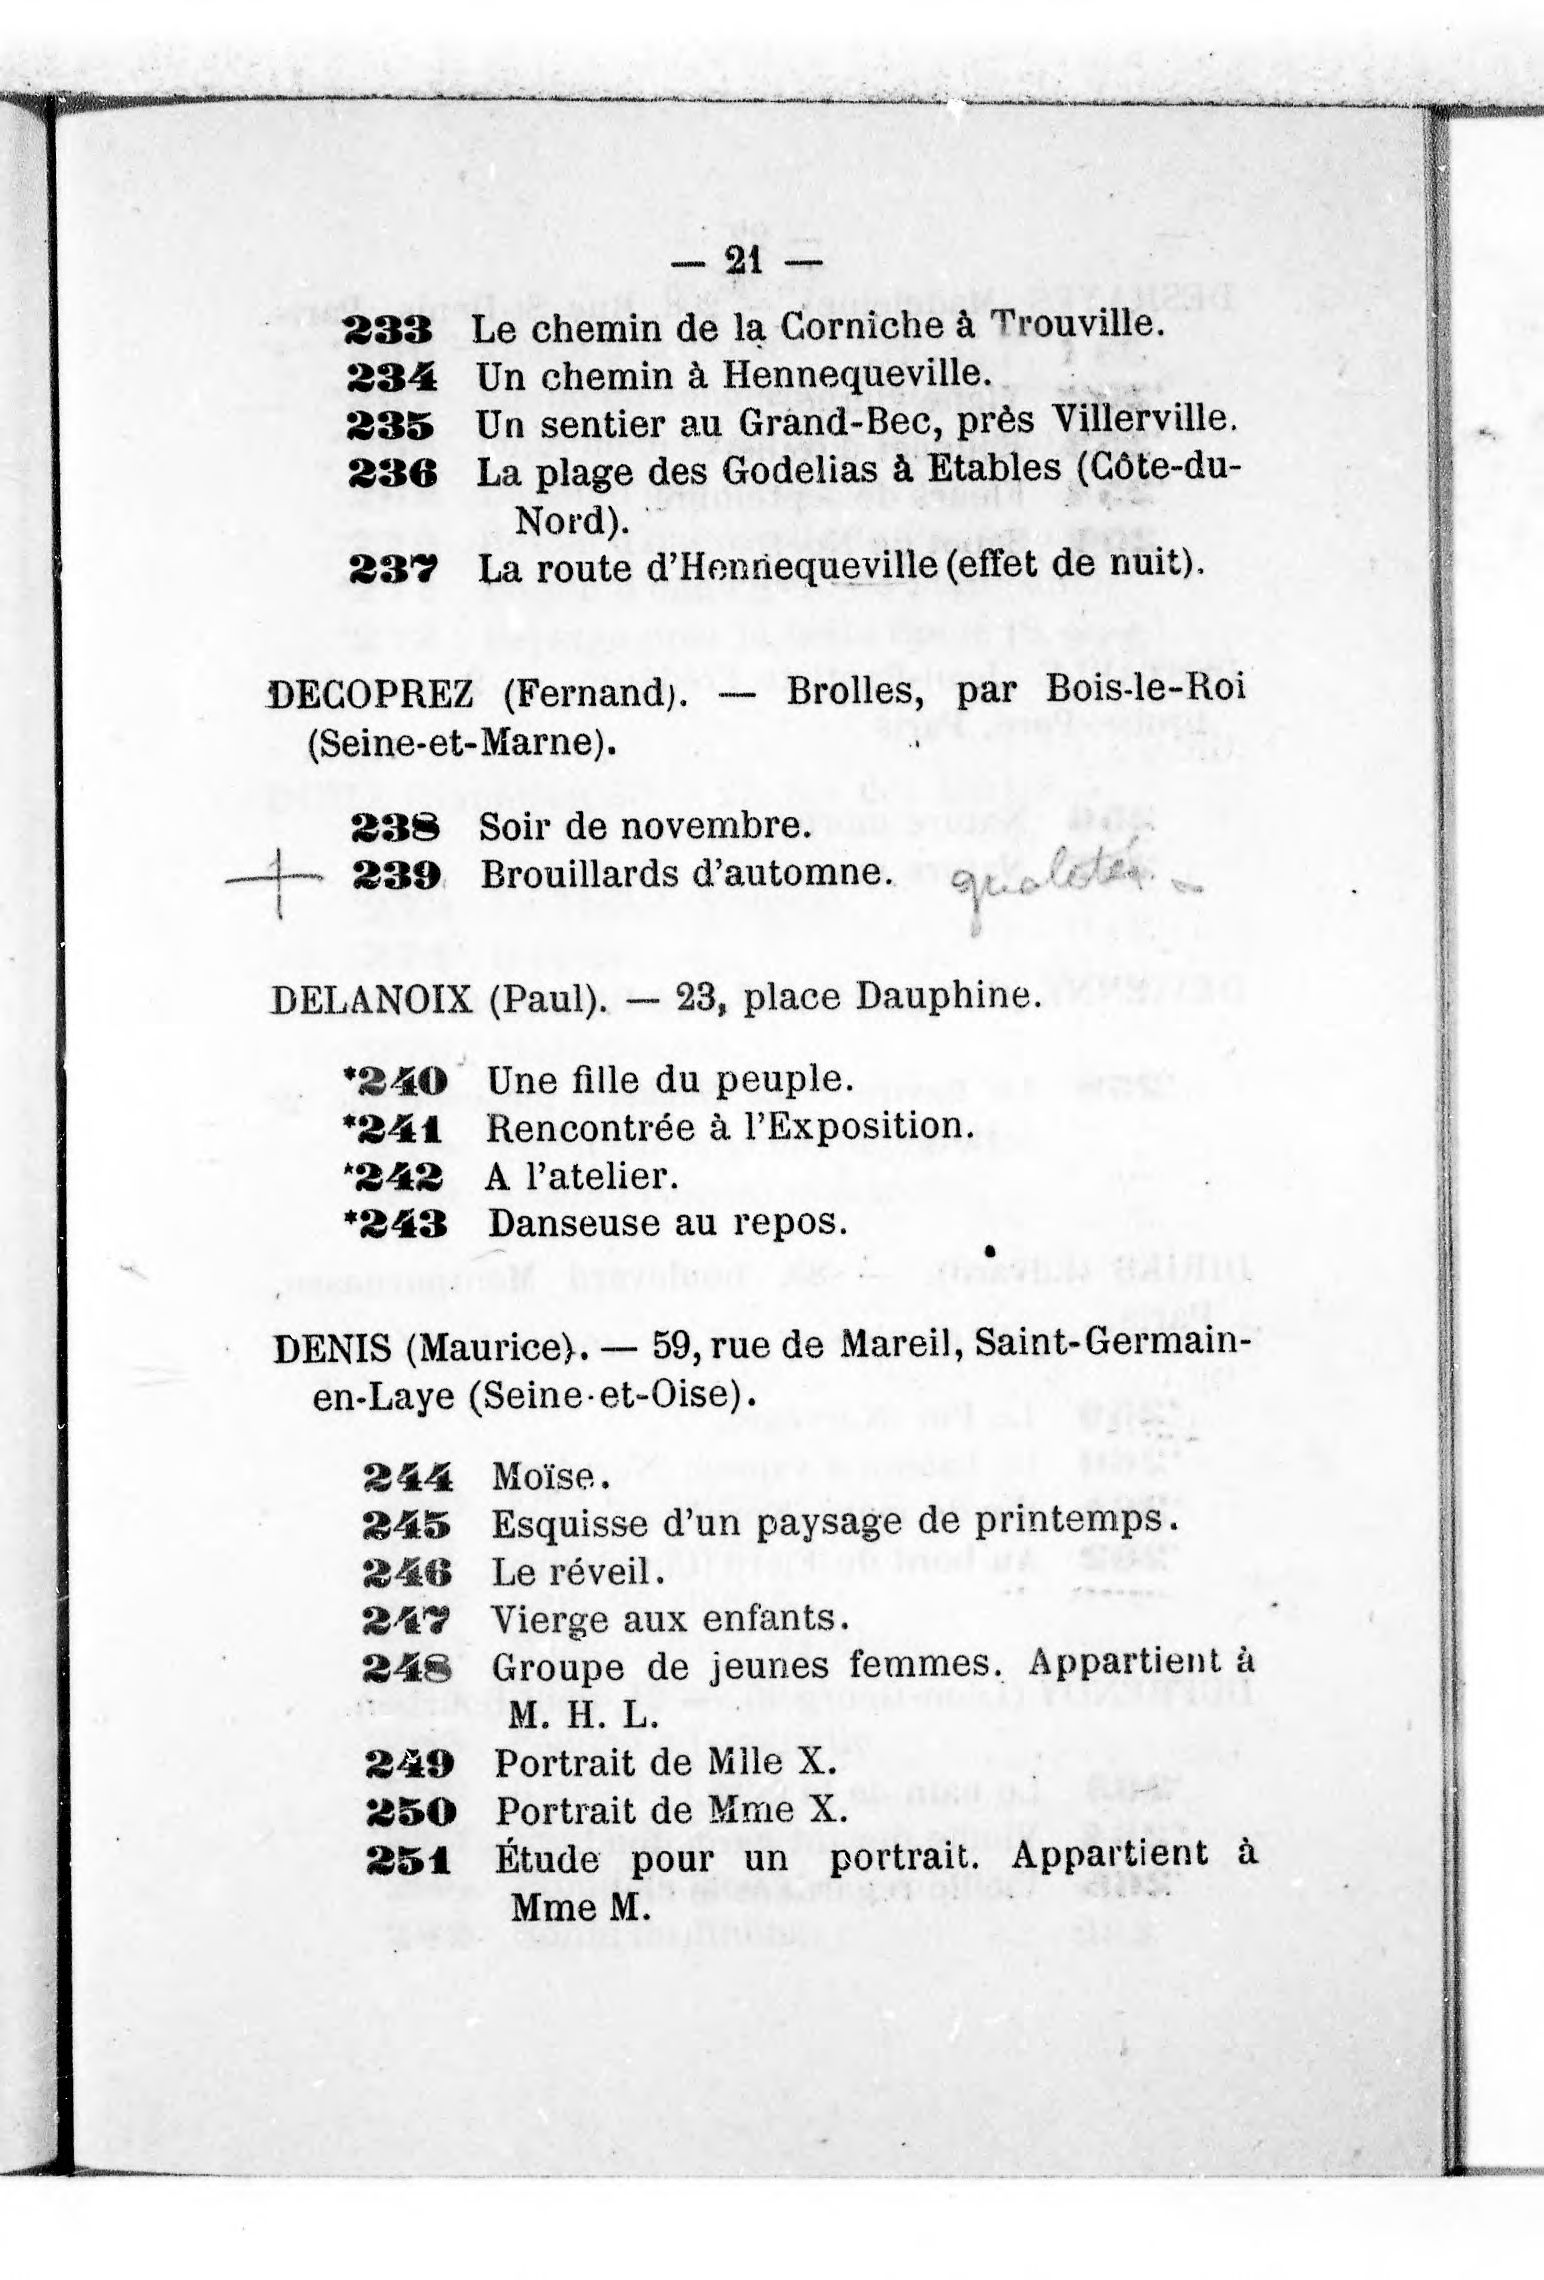 — 21 —
233 Le chemin de la Corniche à Trouville.
234 Un chemin à Hennequeville.
235 Un sentier au Grand-Bec, près Villerville.
236 La plage des Godelias à Etables (Côte-du-
Nord).
237 La route d'Hennequeville (effet de nuit).
DECOPREZ (Fernand). — Brolles, par Bois-le-Roi
(Seine-et-Marne).
238 Soir de novembre.
239 Brouillards d'automne. qualités
DELANOIX (Paul). — 23, place Dauphine.
*240 Une fille du peuple.
*241 Rencontrée à l'Exposition.
*242 A l'atelier.
*243 Danseuse au repos.
DENIS (Maurice). — 59, rue de Mareil, Saint-Germain-
en-Laye (Seine-et-Oise).
244 Moïse.
245 Esquisse d'un paysage de printemps.
246 Le réveil.
247 Vierge aux enfants.
248 Groupe de jeunes femmes. Appartient à
M. H. L.
249 Portrait de Mlle X.
250 Portrait de Mme X.
251 Étude pour un portrait. Appartient à
Mme M.